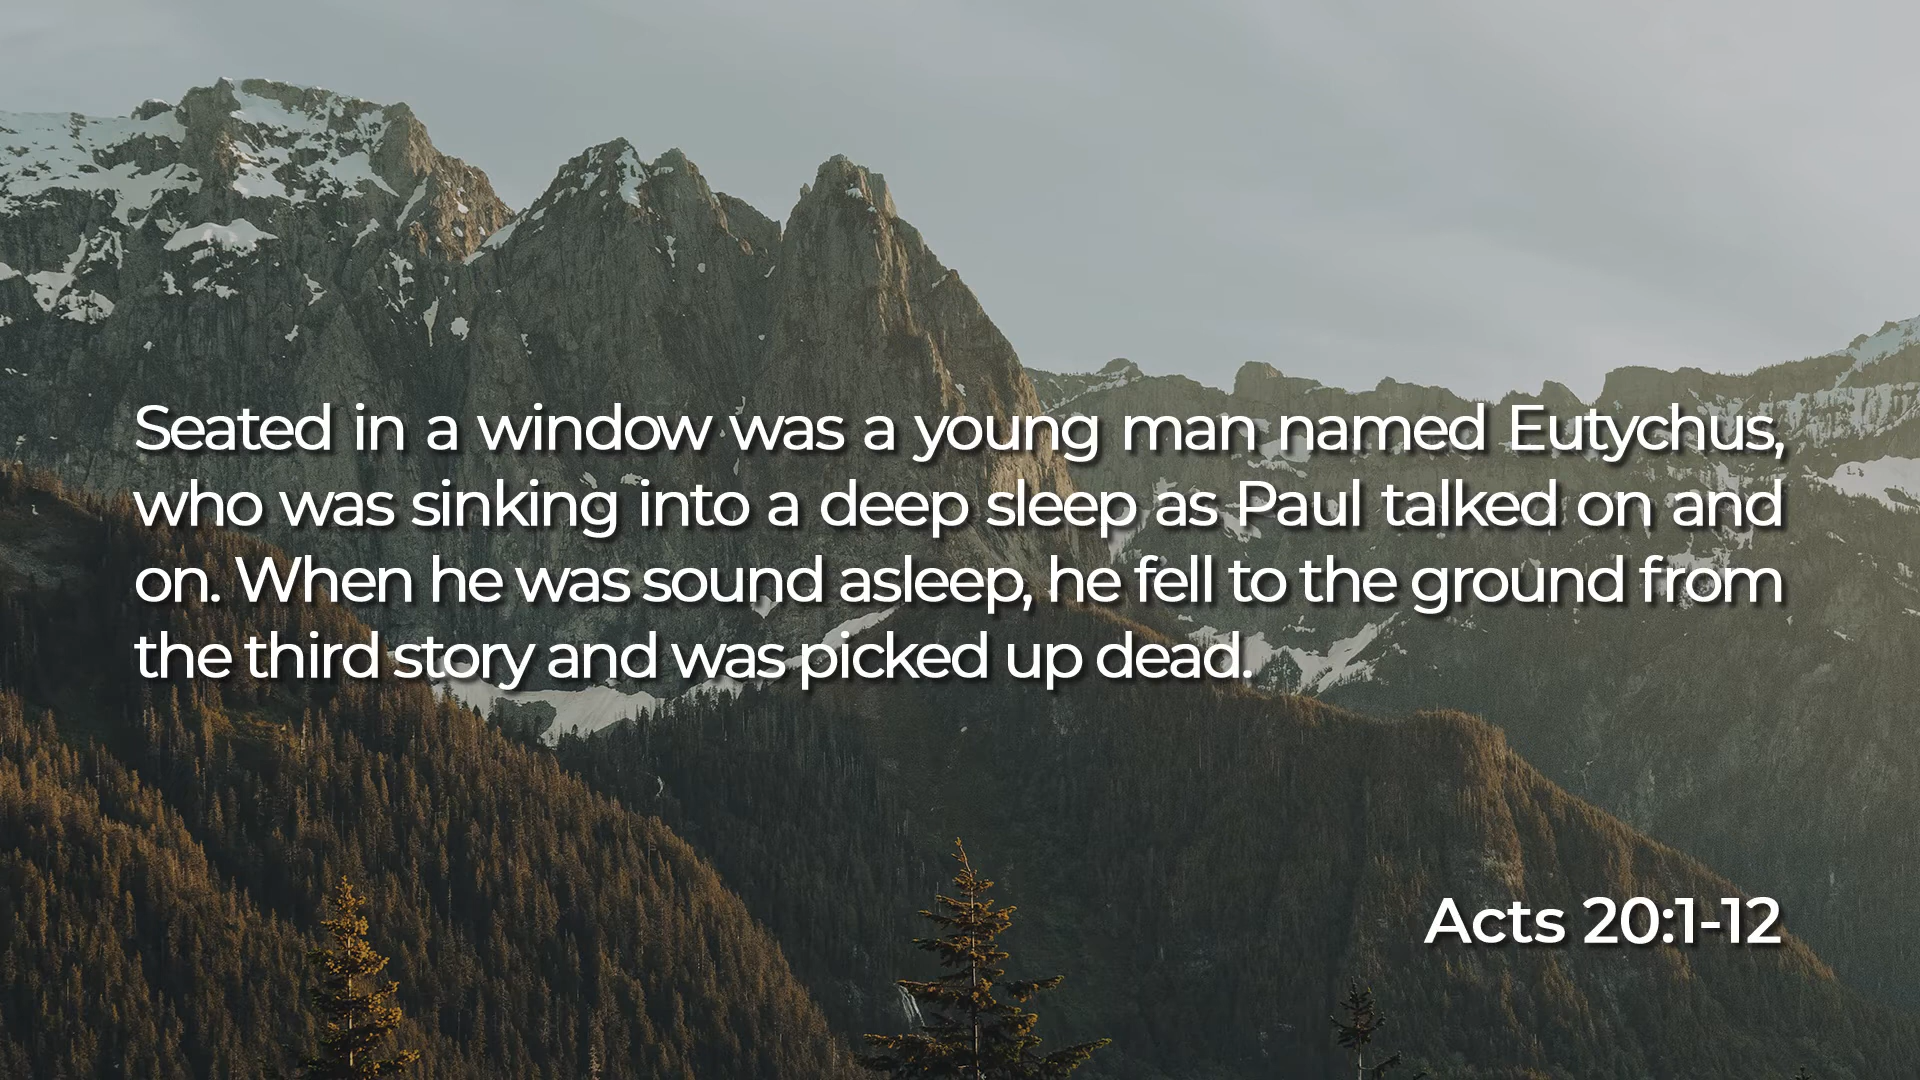 Seated in a window was a young man named Eutychus,
who was sinking into a deep sleep as Paul talked on and
on. When he was sound asleep, he fell to the ground from
the third story and was picked up dead.
Acts 20:1-12